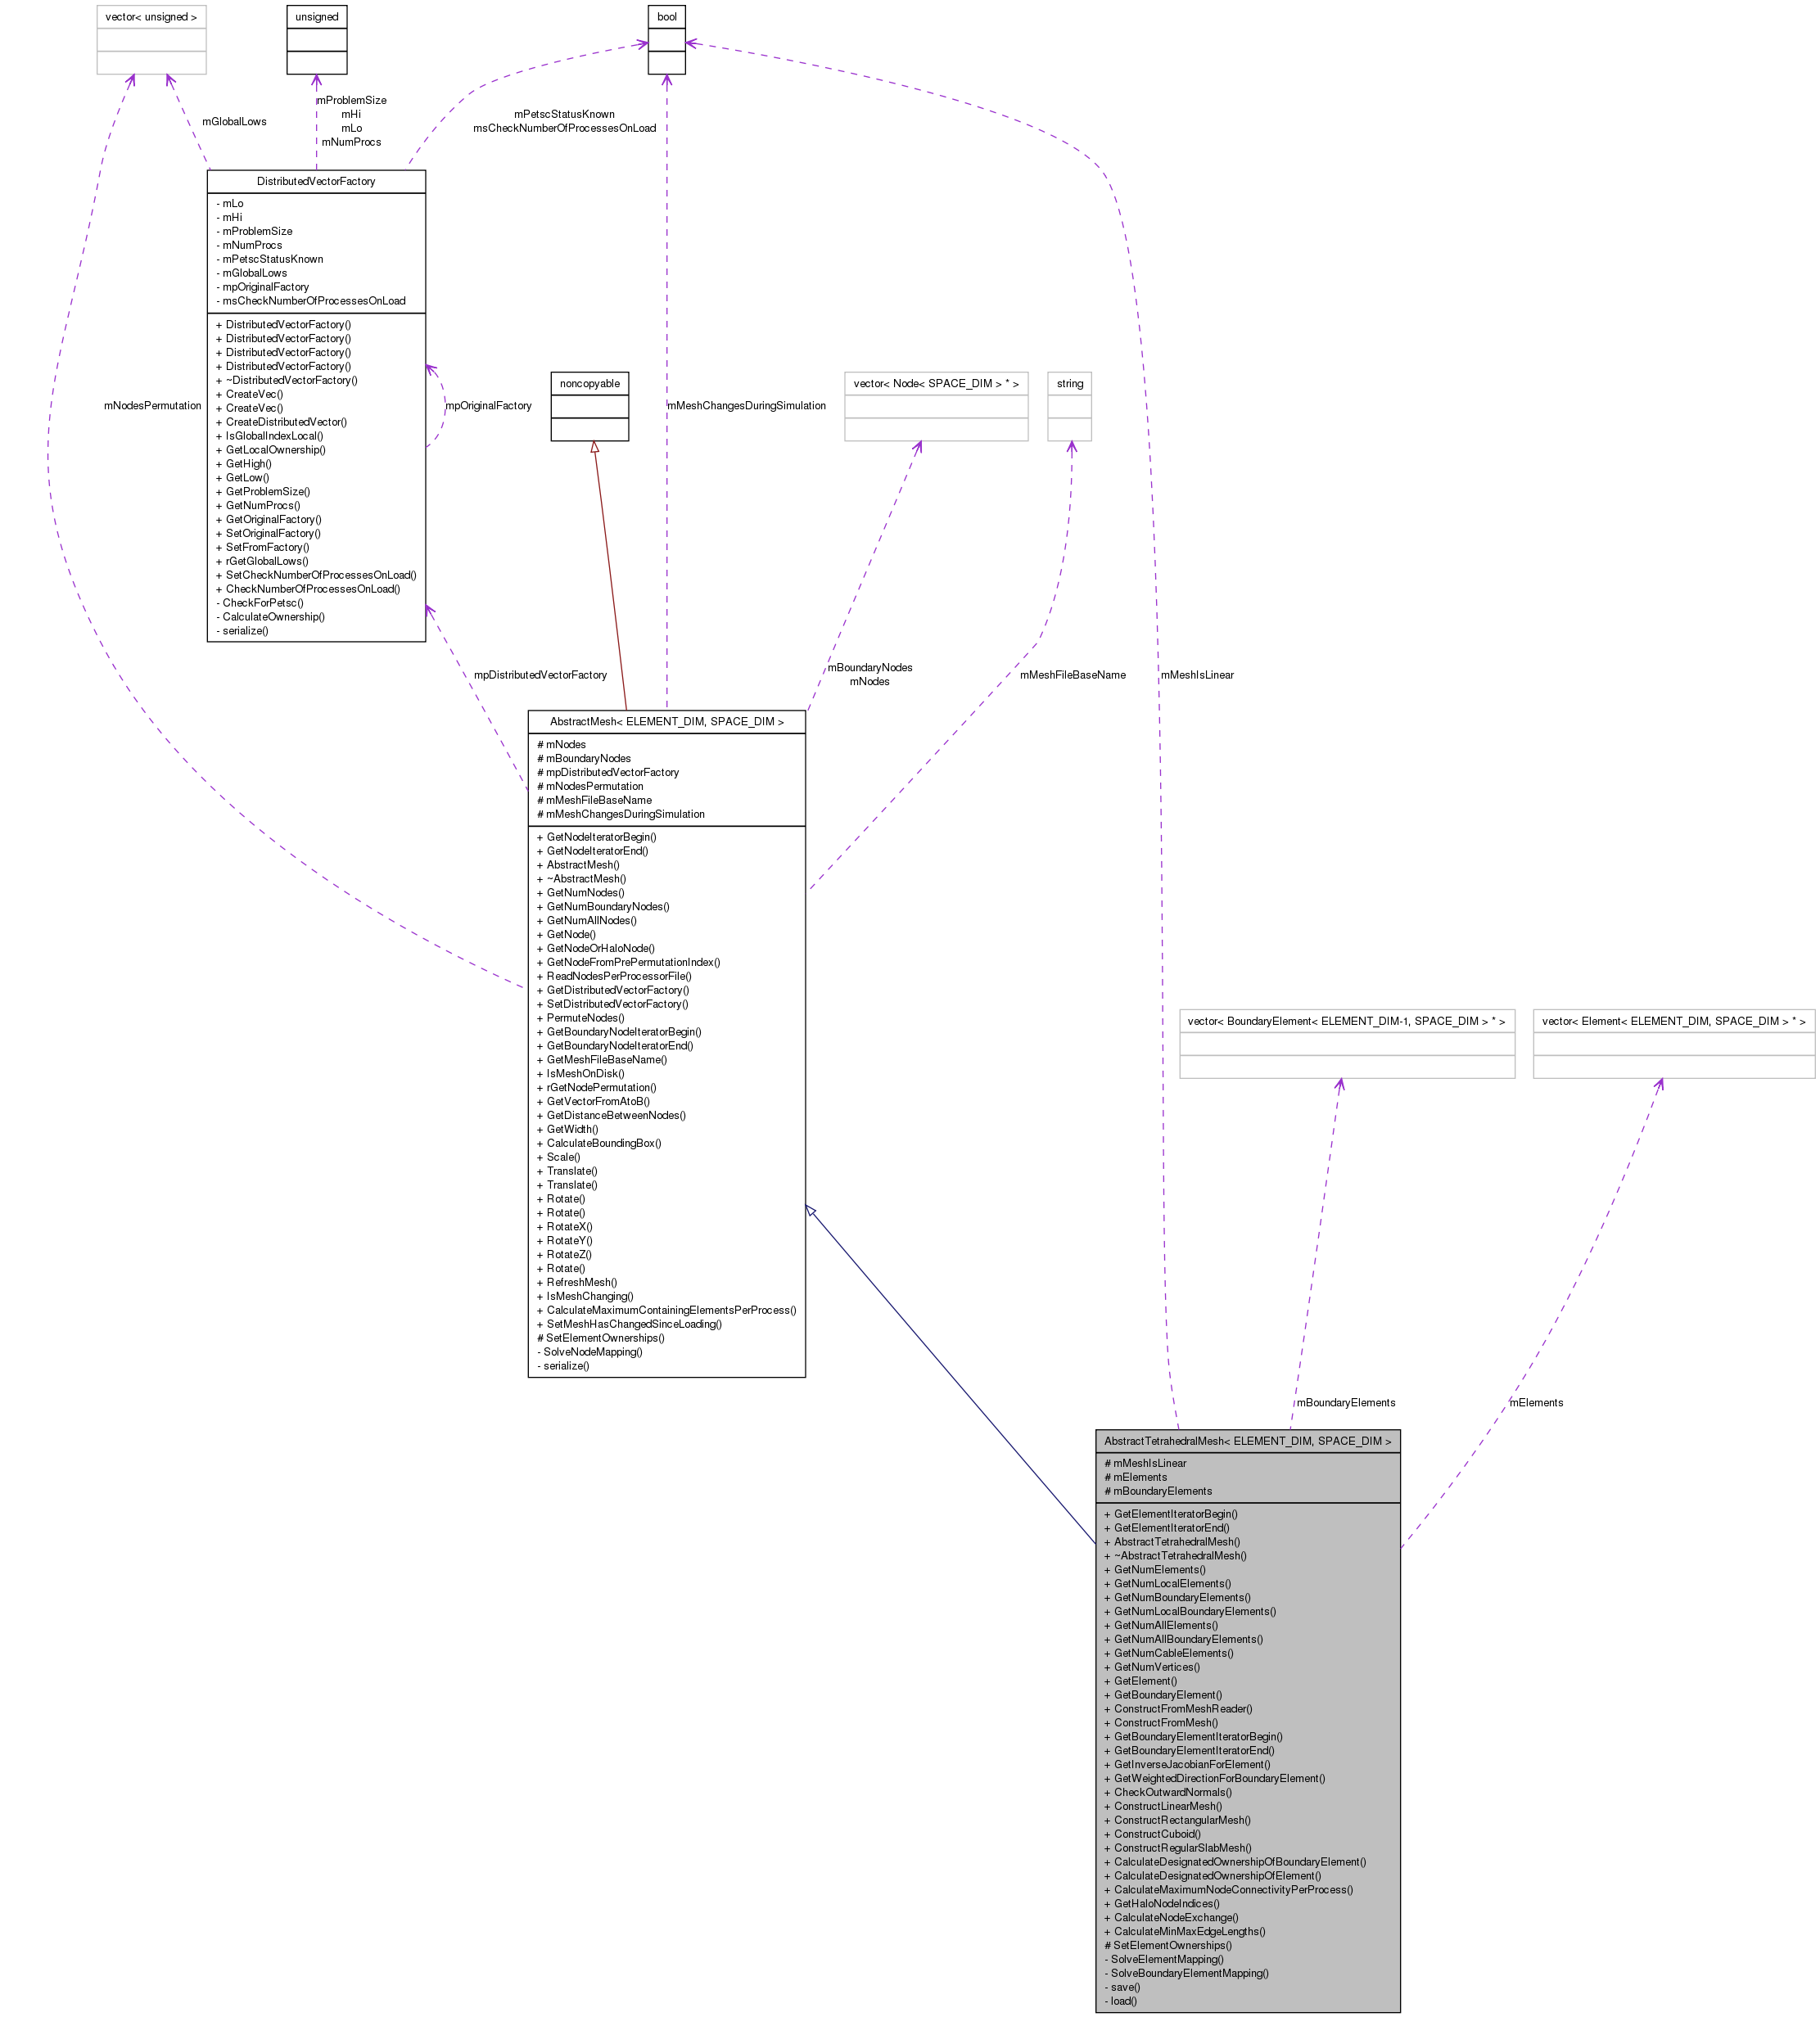 vector< unsigned >
unsigned
bool
mProblemSize
mHi
mLo
mNumProcs
mGlobalLows
mPetscStatusKnown
msCheckNumberOfProcessesOnLoad
DistributedVectorFactory
- mLo
- mHi
- mProblemSize
- mNumProcs
- mPetscStatusKnown
- mGlobalLows
- mpOriginalFactory
- msCheckNumberOfProcessesOnLoad
+ DistributedVectorFactory()
+ DistributedVectorFactory()
+ DistributedVectorFactory()
+ DistributedVectorFactory()
+ ~DistributedVectorFactory()
+ CreateVec()
+ CreateVec()
+ CreateDistributedVector()
+ IsGlobalIndexLocal()
+ GetLocalOwnership()
+ GetHigh()
+ GetLow()
+ GetProblemSize()
+ GetNumProcs()
+ GetOriginalFactory()
+ SetOriginalFactory()
+ SetFromFactory()
+ rGetGlobalLows()
+ SetCheckNumberOfProcessesOnLoad()
+ CheckNumberOfProcessesOnLoad()
- CheckForPetsc()
- CalculateOwnership()
- serialize()
mNodesPermutation
mpOriginalFactory
noncopyable
mMeshChangesDuringSimulation
vector< Node< SPACE_DIM > * >
string
mpDistributedVectorFactory
mBoundaryNodes
mNodes
mMeshFileBaseName
mMeshIsLinear
AbstractMesh< ELEMENT_DIM, SPACE_DIM >
# mNodes
# mBoundaryNodes
# mpDistributedVectorFactory
# mNodesPermutation
# mMeshFileBaseName
# mMeshChangesDuringSimulation
+ GetNodeIteratorBegin()
+ GetNodeIteratorEnd()
+ AbstractMesh()
+ ~AbstractMesh()
+ GetNumNodes()
+ GetNumBoundaryNodes()
+ GetNumAllNodes()
+ GetNode()
+ GetNodeOrHaloNode()
+ GetNodeFromPrePermutationIndex()
+ ReadNodesPerProcessorFile()
+ GetDistributedVectorFactory()
+ SetDistributedVectorFactory()
+ PermuteNodes()
+ GetBoundaryNodeIteratorBegin()
+ GetBoundaryNodeIteratorEnd()
+ GetMeshFileBaseName()
+ IsMeshOnDisk()
+ rGetNodePermutation()
+ GetVectorFromAtoB()
+ GetDistanceBetweenNodes()
+ GetWidth()
+ CalculateBoundingBox()
+ Scale()
+ Translate()
+ Translate()
+ Rotate()
+ Rotate()
+ RotateX()
+ RotateY()
+ RotateZ()
+ Rotate()
+ RefreshMesh()
+ IsMeshChanging()
+ CalculateMaximumContainingElementsPerProcess()
+ SetMeshHasChangedSinceLoading()
# SetElementOwnerships()
- SolveNodeMapping()
- serialize()
vector< BoundaryElement< ELEMENT_DIM-1, SPACE_DIM > * >
vector< Element< ELEMENT_DIM, SPACE_DIM > * >
mBoundaryElements
mElements
AbstractTetrahedralMesh< ELEMENT_DIM, SPACE_DIM >
# mMeshIsLinear
# mElements
# mBoundaryElements
+ GetElementIteratorBegin()
+ GetElementIteratorEnd()
+ AbstractTetrahedralMesh()
+ ~AbstractTetrahedralMesh()
+ GetNumElements()
+ GetNumLocalElements()
+ GetNumBoundaryElements()
+ GetNumLocalBoundaryElements()
+ GetNumAllElements()
+ GetNumAllBoundaryElements()
+ GetNumCableElements()
+ GetNumVertices()
+ GetElement()
+ GetBoundaryElement()
+ ConstructFromMeshReader()
+ ConstructFromMesh()
+ GetBoundaryElementIteratorBegin()
+ GetBoundaryElementIteratorEnd()
+ GetInverseJacobianForElement()
+ GetWeightedDirectionForBoundaryElement()
+ CheckOutwardNormals()
+ ConstructLinearMesh()
+ ConstructRectangularMesh()
+ ConstructCuboid()
+ ConstructRegularSlabMesh()
+ CalculateDesignatedOwnershipOfBoundaryElement()
+ CalculateDesignatedOwnershipOfElement()
+ CalculateMaximumNodeConnectivityPerProcess()
+ GetHaloNodeIndices()
+ CalculateNodeExchange()
+ CalculateMinMaxEdgeLengths()
# SetElementOwnerships()
- SolveElementMapping()
- SolveBoundaryElementMapping()
- save()
- load()